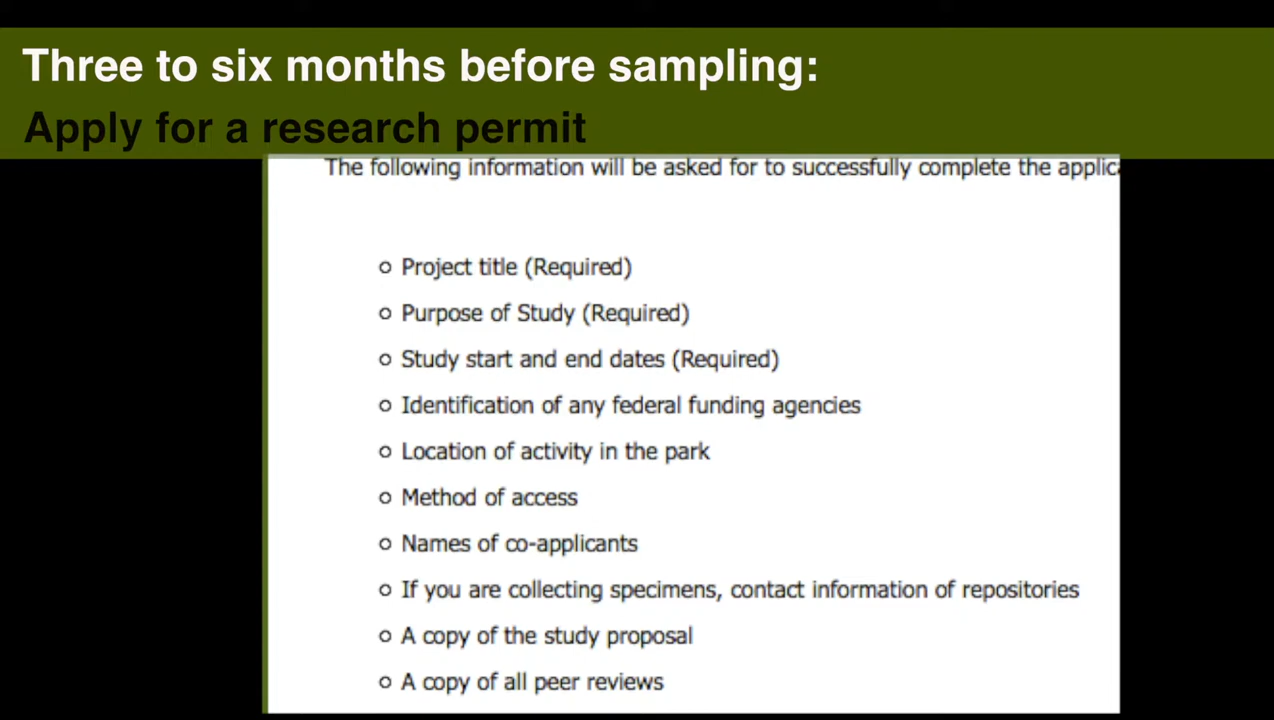 Three to six months before sampling:
Apply for a research permit
The following information will be asked for to successfully complete the
Project title (Required)
Purpose of Study (Required)
Study start and end dates (Required)
Identification of any federal funding agencies
Location of activity in the park
Method of access
Names of co-applicants
If you are collecting specimens, contact information of repositories
A copy of the study proposal
A copy of all peer reviews